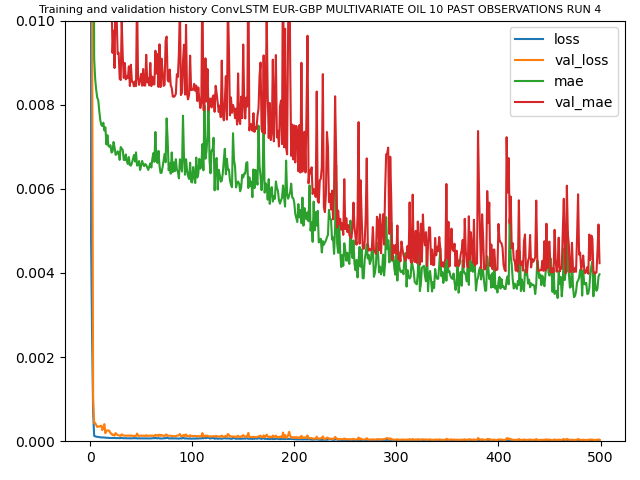 Training and validation history ConvLSTM EUR-GBP MULTIVARIATE OIL 10 PAST OBSERVATIONS RUN 4
0.010
0.008
0.006
0.004
0.002
0.000
0
100
200
300
400
500
loss
val_loss
mae
val_mae